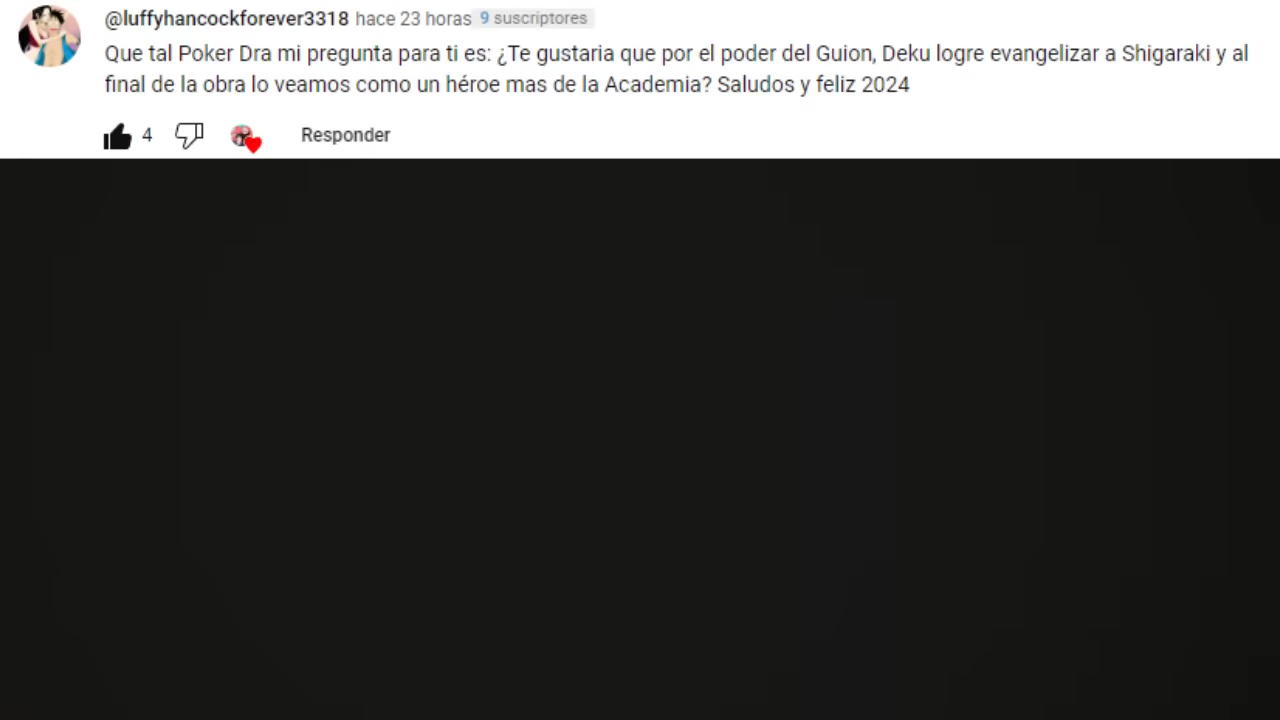 @luffyhancockforever3318 hace 23 horas 9 suscriptores
Que tal Poker Dra mi pregunta para ti es: ¿Te gustaria que por el poder del Guion, Deku logre evangelizar a Shigaraki y al
final de la obra lo veamos como un héroe mas de la Academia? Saludos y feliz 2024
4 Responder